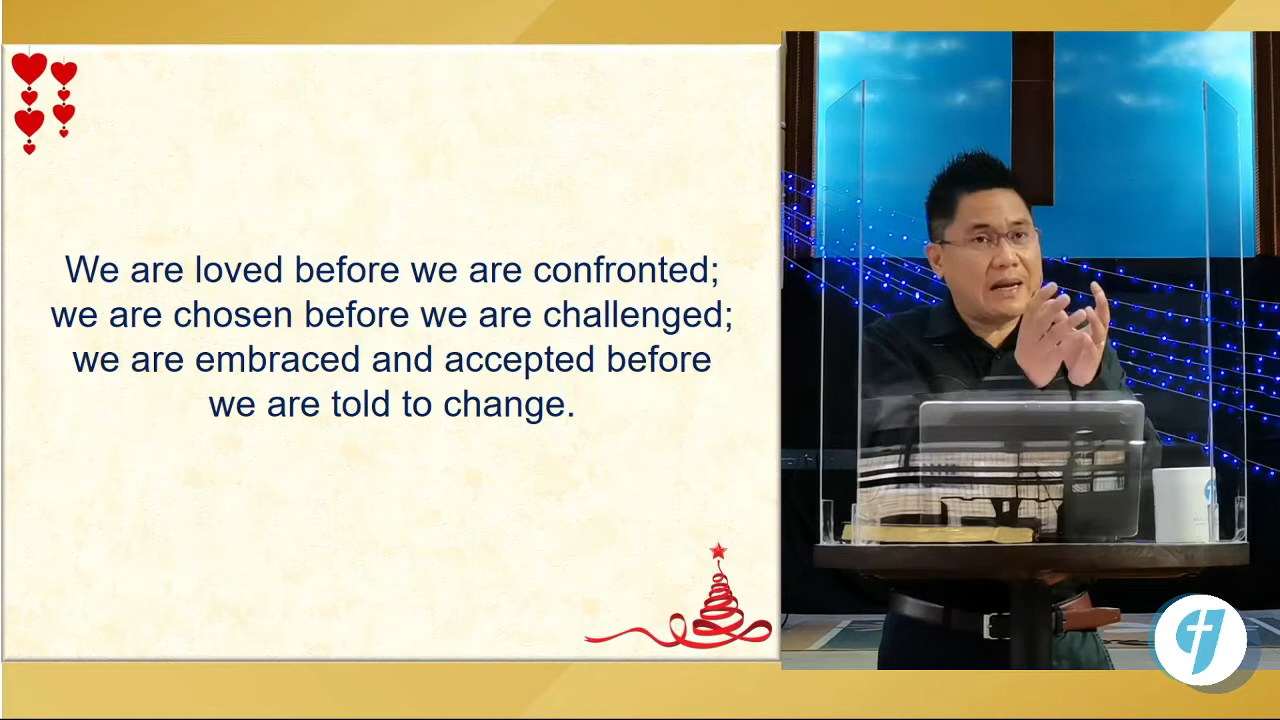 We are loved before we are confronted;
we are chosen before we are challenged;
we are embraced and accepted before
we are told to change.